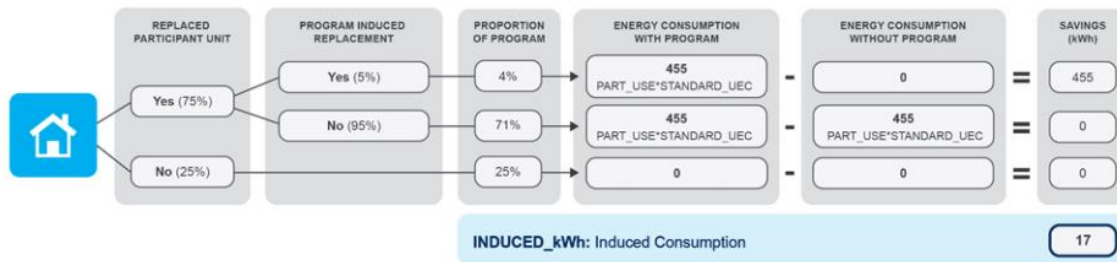 REPLACED
PARTICIPANT UNIT
PROGRAM INDUCED
REPLACEMENT
PROPORTION
OF PROGRAM
ENERGY CONSUMPTION
WITH PROGRAM
ENERGY CONSUMPTION
WITHOUT PROGRAM
SAVINGS
(kWh)
Yes (75%)
Yes (5%)
4%
455
PART_USE*STANDARD_UEC
-
0
=
455
No (95%)
71%
455
PART_USE*STANDARD_UEC
-
455
PART_USE*STANDARD_UEC
=
0
No (25%)
25%
0
-
0
=
0
INDUCED_kWh: Induced Consumption
17